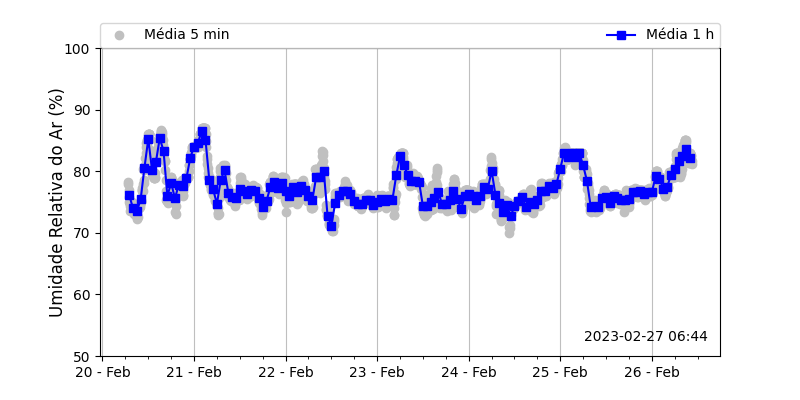 Média 5 min
Média 1 h
Umidade Relativa do Ar (%)
100
90
80
70
60
50
2023-02-27 06:44
20 - Feb
21 - Feb
22 - Feb
23 - Feb
24 - Feb
25 - Feb
26 - Feb